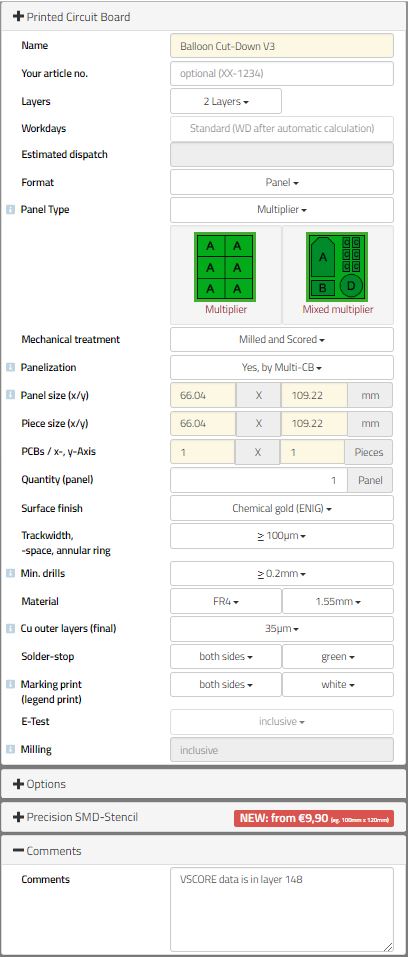 Printed Circuit Board
Name Balloon Cut-Down V3
Your article no. optional (XX-1234)
Layers 2 Layers
Workdays Standard (WD after automatic calculation)
Estimated dispatch
Format Panel
Panel Type Multiplier
A A
A A
A A
Multiplier
A C C
C C
C C
B D
Mixed multiplier
Mechanical treatment Milled and Scored
Panelization Yes, by Multi-CB
Panel size (x/y) 66.04 X 109.22 mm
Piece size (x/y) 66.04 X 109.22 mm
PCBs / x-, y-Axis 1 X 1 Pieces
Quantity (panel) 1 Panel
Surface finish Chemical gold (ENIG)
Trackwidth,
-space, annular ring ≥ 100µm
Min. drills ≥ 0.2mm
Material FR4 1.55mm
Cu outer layers (final) 35µm
Solder-stop both sides green
Marking print
(legend print) both sides white
E-Test inclusive
Milling inclusive
Options
Precision SMD-Stencil NEW: from €9,90 (eg. 100mm x 120mm)
Comments
Comments VSCORE data is in layer 148